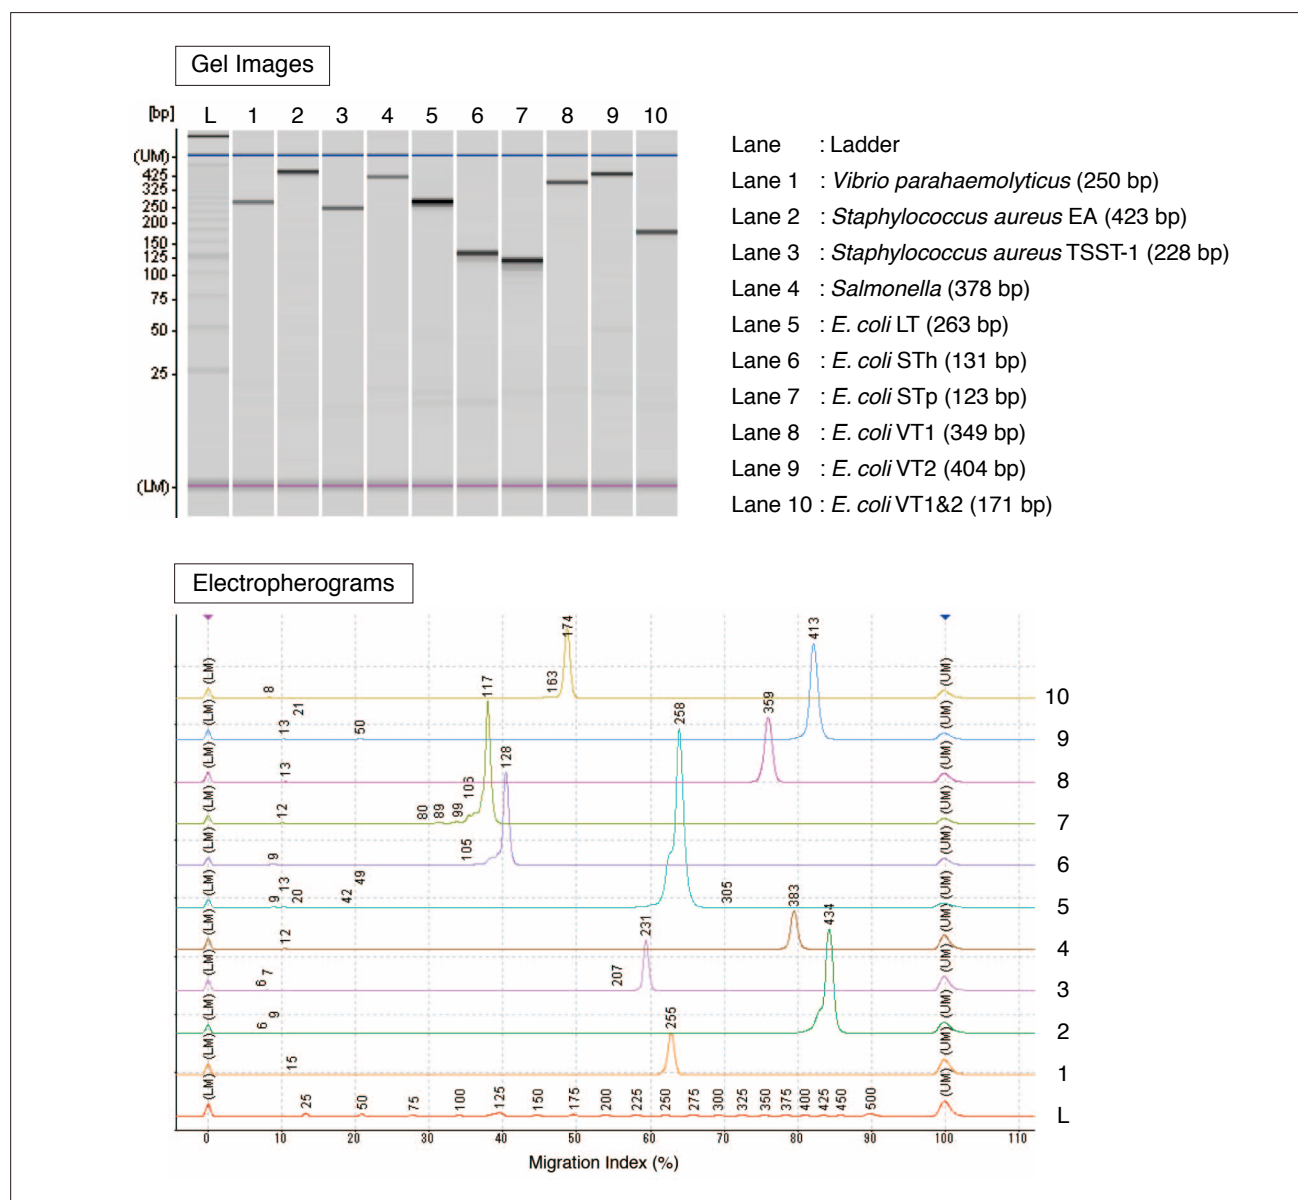 Gel Images
[bp] L 1 2 3 4 5 6 7 8 9 10
(UM)
425
325
250
200
150
125
100
75
50
25
(LM)
Lane : Ladder
Lane 1 : Vibrio parahaemolyticus (250 bp)
Lane 2 : Staphylococcus aureus EA (423 bp)
Lane 3 : Staphylococcus aureus TSST-1 (228 bp)
Lane 4 : Salmonella (378 bp)
Lane 5 : E. coli LT (263 bp)
Lane 6 : E. coli STh (131 bp)
Lane 7 : E. coli STp (123 bp)
Lane 8 : E. coli VT1 (349 bp)
Lane 9 : E. coli VT2 (404 bp)
Lane 10 : E. coli VT1&2 (171 bp)
Electropherograms
(LM) 8 163 174 (UM) 10
(LM) 13 21 50 413 (UM) 9
(LM) 13 359 (UM) 8
(LM) 12 80 89 99 106 117 (UM) 7
(LM) 9 105 128 (UM) 6
(LM) 9 13 20 42 49 258 305 (UM) 5
(LM) 12 383 (UM) 4
(LM) 6 7 207 231 (UM) 3
(LM) 6 9 434 (UM) 2
(LM) 15 255 (UM) 1
(LM) 25 50 75 100 125 150 175 200 225 250 275 300 325 350 375 400 425 450 500 (UM) L
0 10 20 30 40 50 60 70 80 90 100 110
Migration Index (%)